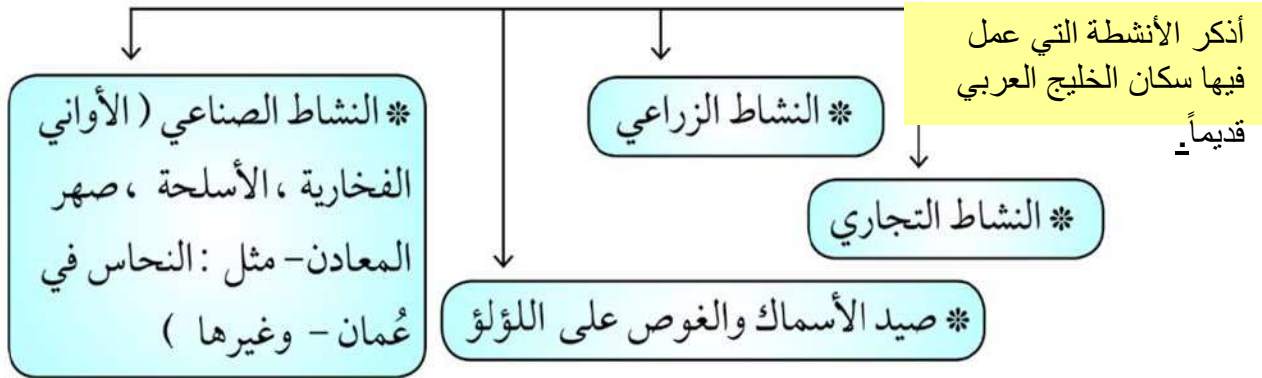 أذكر الأنشطة التي عمل
فيها سكان الخليج العربي
قديماً.
* النشاط التجاري
* النشاط الزراعي
* صيد الأسماك والغوص على اللؤلؤ
* النشاط الصناعي ( الأواني
الفخارية ، الأسلحة ، صهر
المعادن – مثل : النحاس في
عُمان – وغيرها )